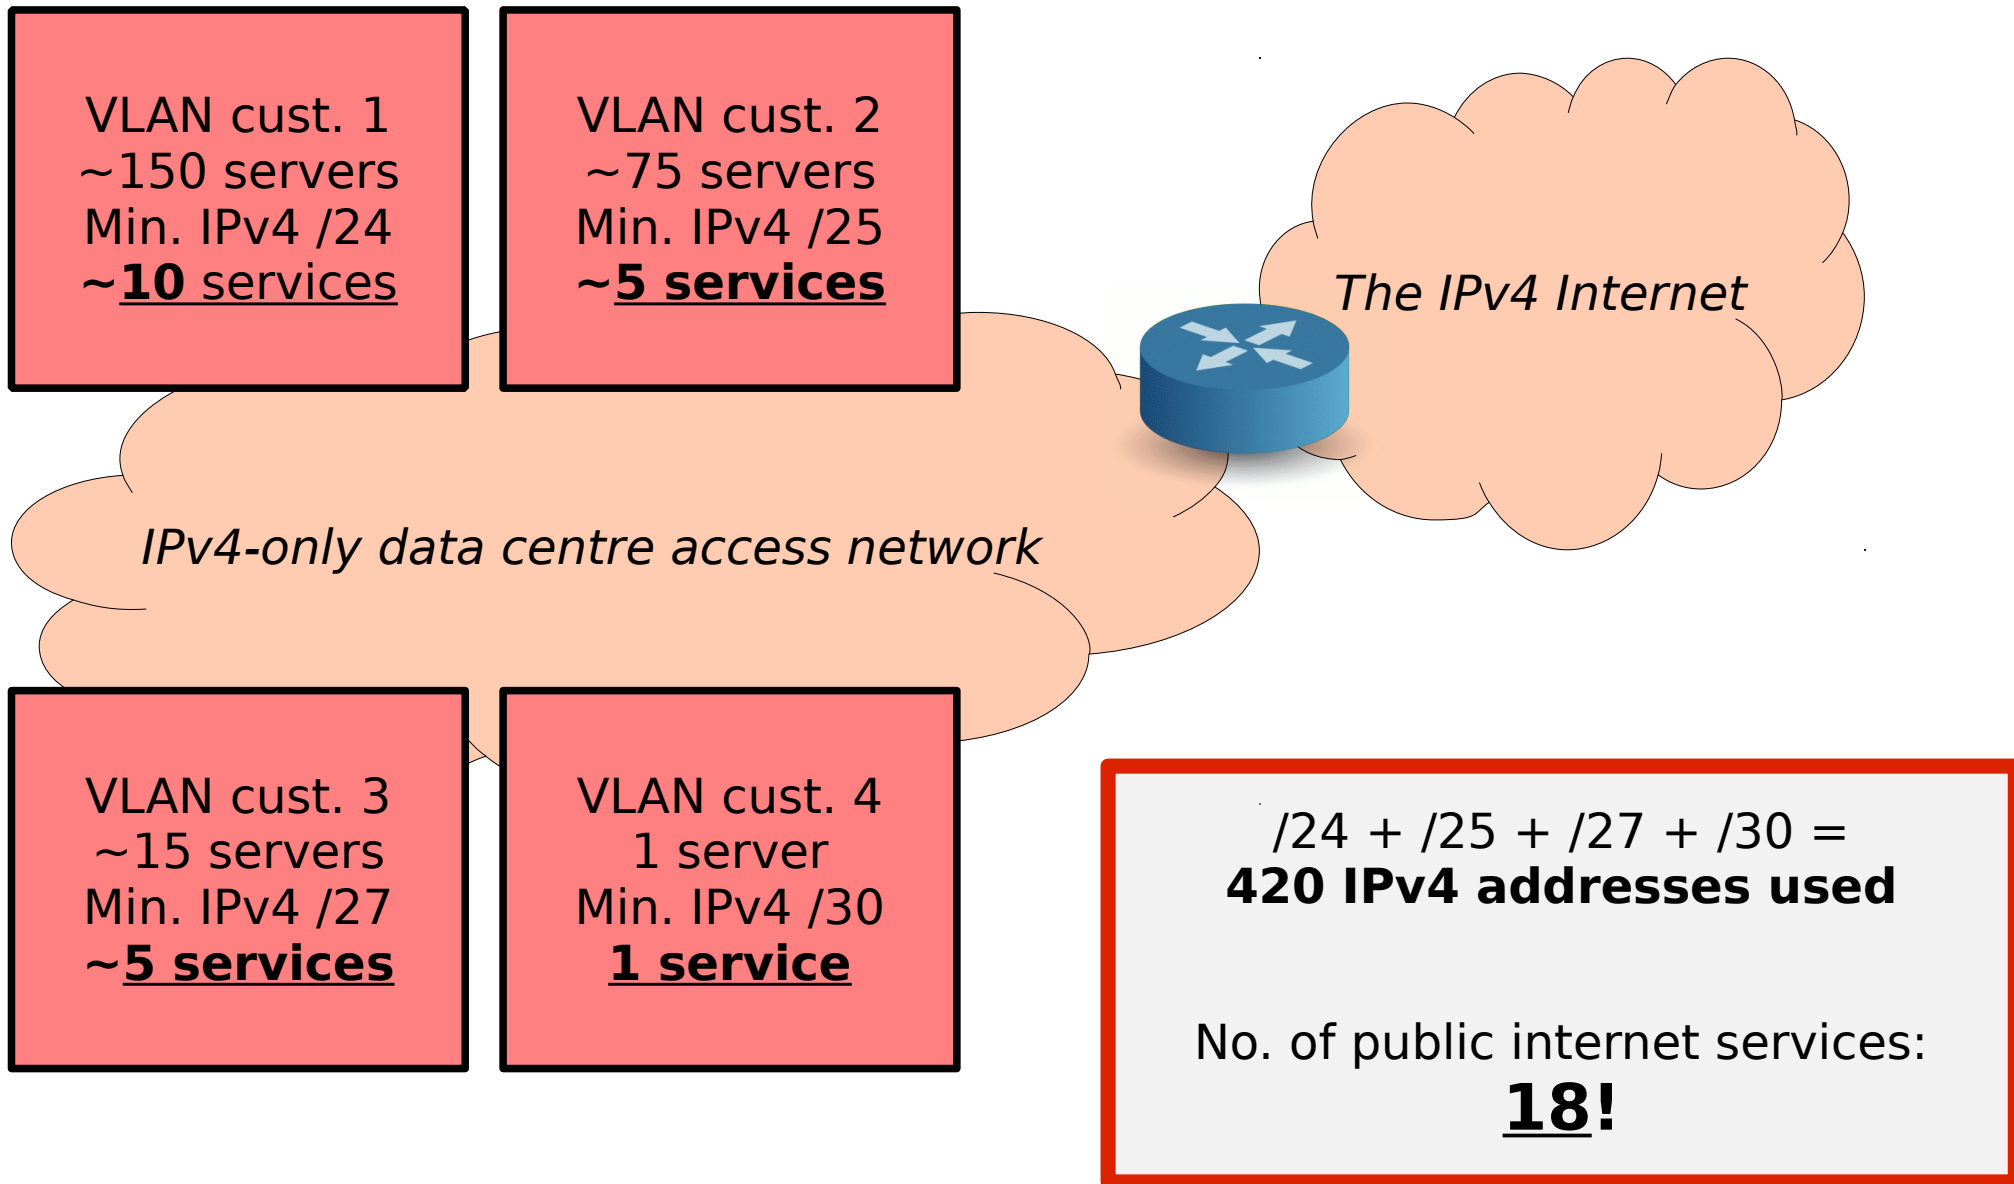 VLAN cust. 1
~150 servers
Min. IPv4 /24
~10 services
VLAN cust. 2
~75 servers
Min. IPv4 /25
~5 services
The IPv4 Internet
IPv4-only data centre access network
VLAN cust. 3
~15 servers
Min. IPv4 /27
~5 services
VLAN cust. 4
1 server
Min. IPv4 /30
1 service
/24 + /25 + /27 + /30 =
420 IPv4 addresses used
No. of public internet services:
18!